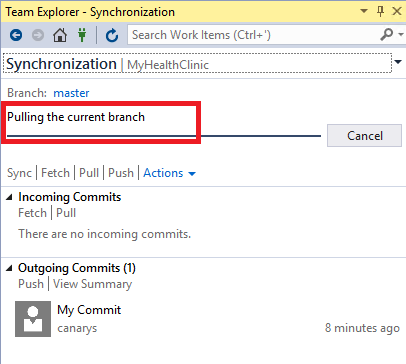 Team Explorer - Synchronization
Search Work Items (Ctrl+')
Synchronization | MyHealthClinic
Branch: master
Pulling the current branch
Cancel
Sync | Fetch | Pull | Push | Actions
Incoming Commits
Fetch | Pull
There are no incoming commits.
Outgoing Commits (1)
Push | View Summary
My Commit
canarys 8 minutes ago